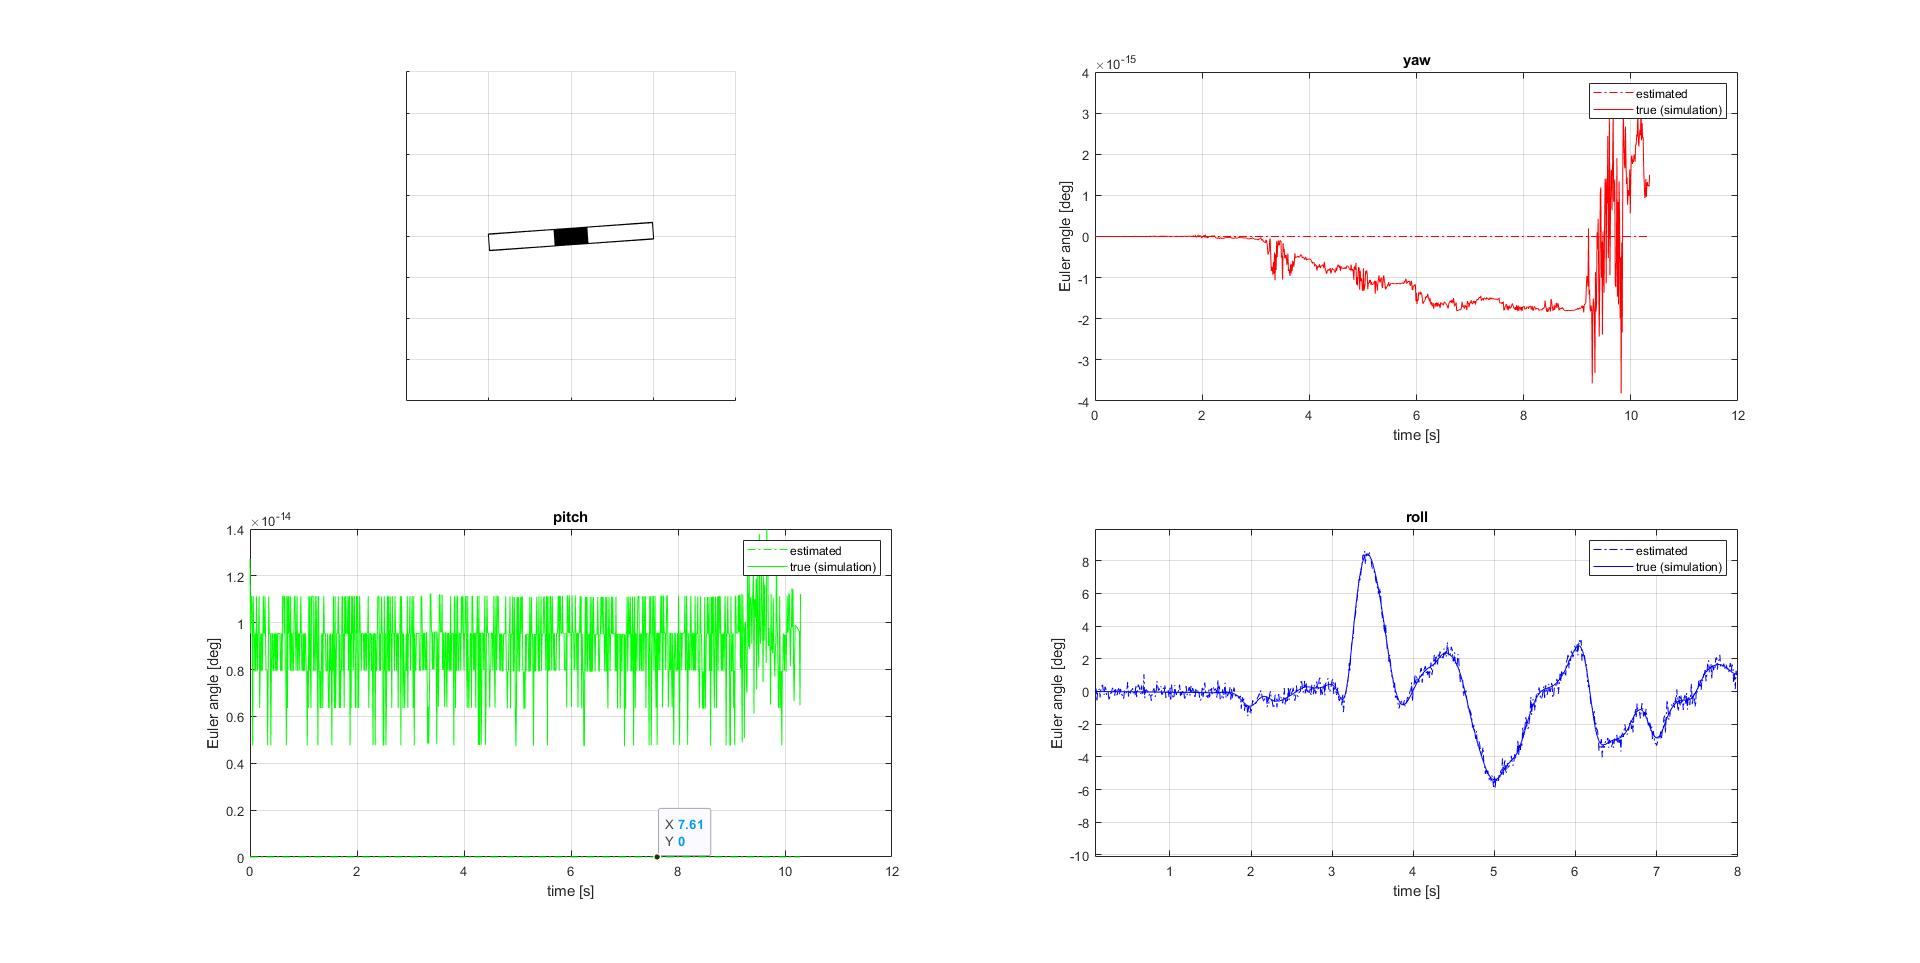 ×10^-15
yaw
4
3
2
1
0
-1
-2
-3
-4
Euler angle [deg]
estimated
true (simulation)
0 2 4 6 8 10 12
time [s]
×10^-14
pitch
1.4
1.2
1
0.8
0.6
0.4
0.2
0
Euler angle [deg]
estimated
true (simulation)
X 7.61
Y 0
0 2 4 6 8 10 12
time [s]
roll
8
6
4
2
0
-2
-4
-6
-8
-10
Euler angle [deg]
estimated
true (simulation)
1 2 3 4 5 6 7 8
time [s]